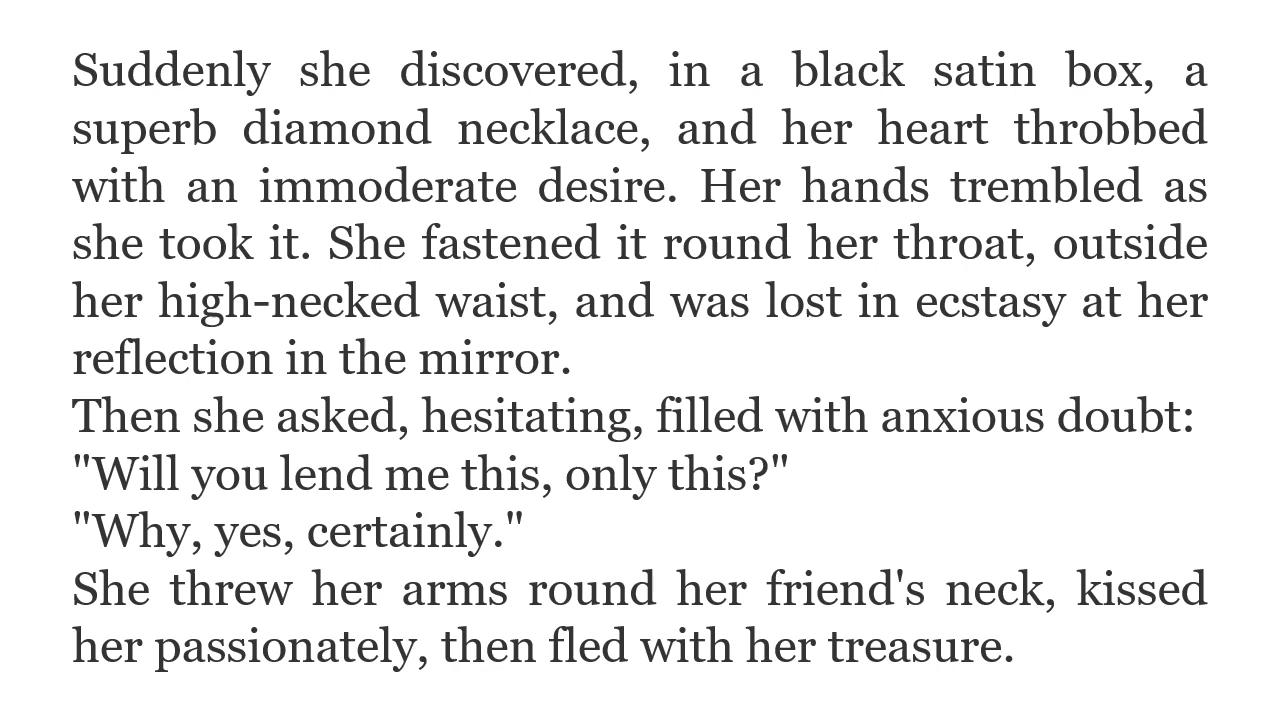 Suddenly she discovered, in a black satin box, a
superb diamond necklace, and her heart throbbed
with an immoderate desire. Her hands trembled as
she took it. She fastened it round her throat, outside
her high-necked waist, and was lost in ecstasy at her
reflection in the mirror.
Then she asked, hesitating, filled with anxious doubt:
"Will you lend me this, only this?"
"Why, yes, certainly."
She threw her arms round her friend's neck, kissed
her passionately, then fled with her treasure.